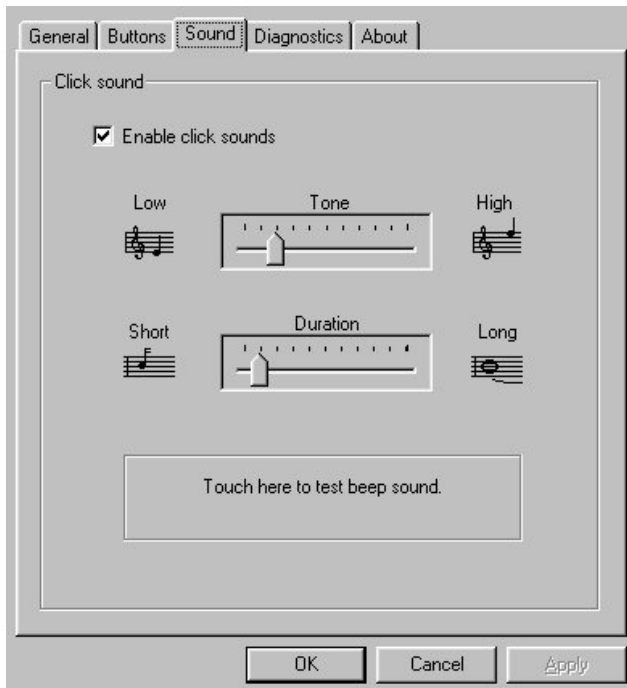 General Buttons Sound Diagnostics About
Click sound
Enable click sounds
Low Tone High
Short Duration Long
Touch here to test beep sound.
OK Cancel Apply